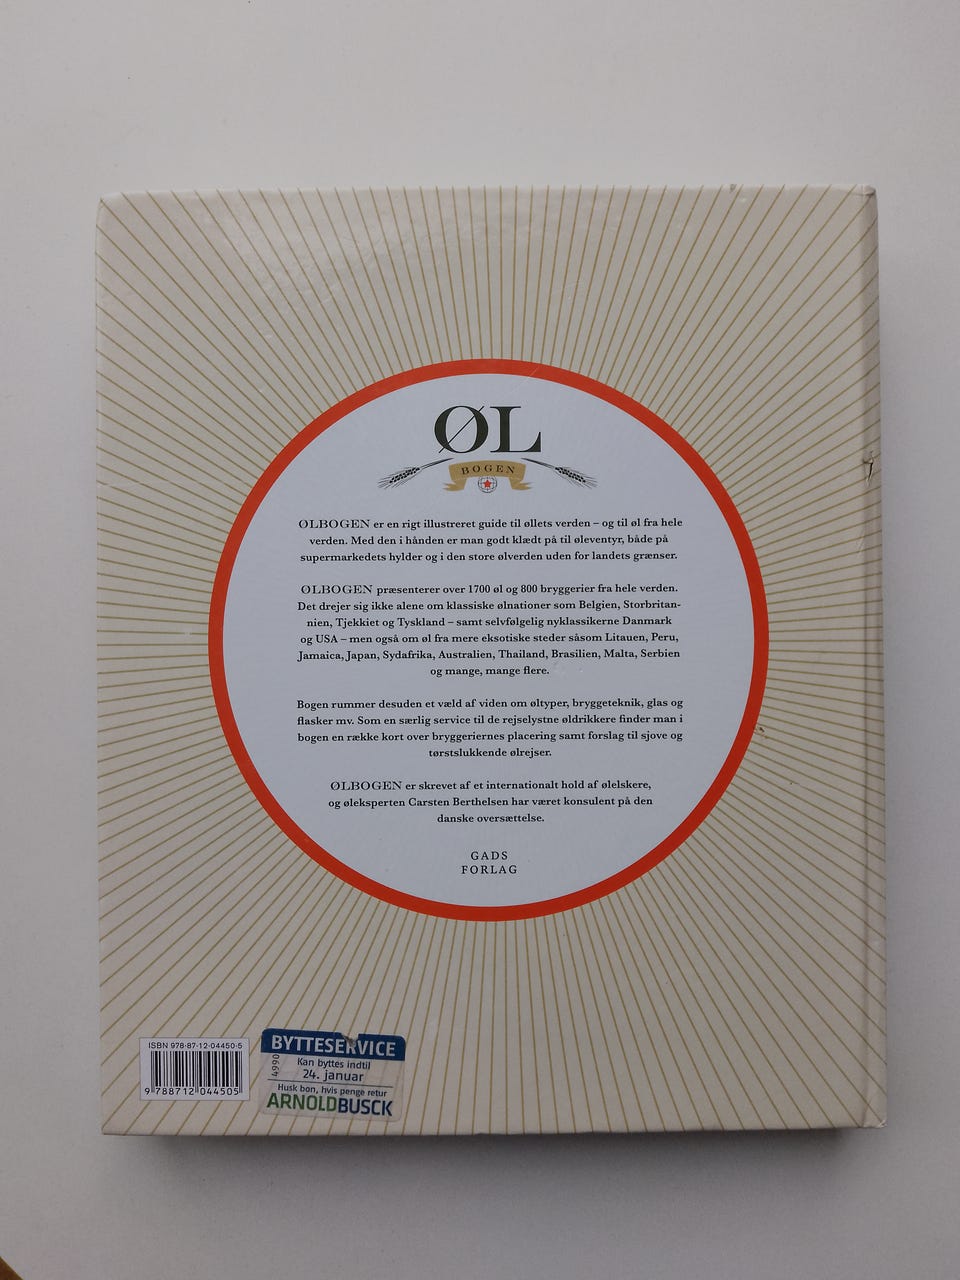 ØL
BOGEN
ØLBOGEN er en rigt illustreret guide til øllets verden – og til øl fra hele
verden. Med den i hånden er man godt klædt på til øleventyr, både på
supermarkedets hylder og i den store ølverden uden for landets grænser.
ØLBOGEN præsenterer over 1700 øl og 800 bryggerier fra hele verden.
Det drejer sig ikke alene om klassiske ølnationer som Belgien, Storbritan-
nien, Tjekkiet og Tyskland – samt selvfølgelig nyklassikerne Danmark
og USA – men også om øl fra mere eksotiske steder såsom Litauen, Peru,
Jamaica, Japan, Sydafrika, Australien, Thailand, Brasilien, Malta, Serbien
og mange, mange flere.
Bogen rummer desuden et væld af viden om øltyper, bryggeteknik, glas og
flasker mv. Som en særlig service til de rejselystne øldrikkere finder man i
bogen en række kort over bryggeriernes placering samt forslag til sjove og
tørstslukkende ølrejser.
ØLBOGEN er skrevet af et internationalt hold af ølelskere,
og øleksperten Carsten Berthelsen har været konsulent på den
danske oversættelse.
GADS
FORLAG
ISBN 978-87-12-04450-5
9 788712 044505
BYTTESERVICE
4990
Kan byttes indtil
24. januar
Husk bon, hvis penge retur
ARNOLDBUSCK